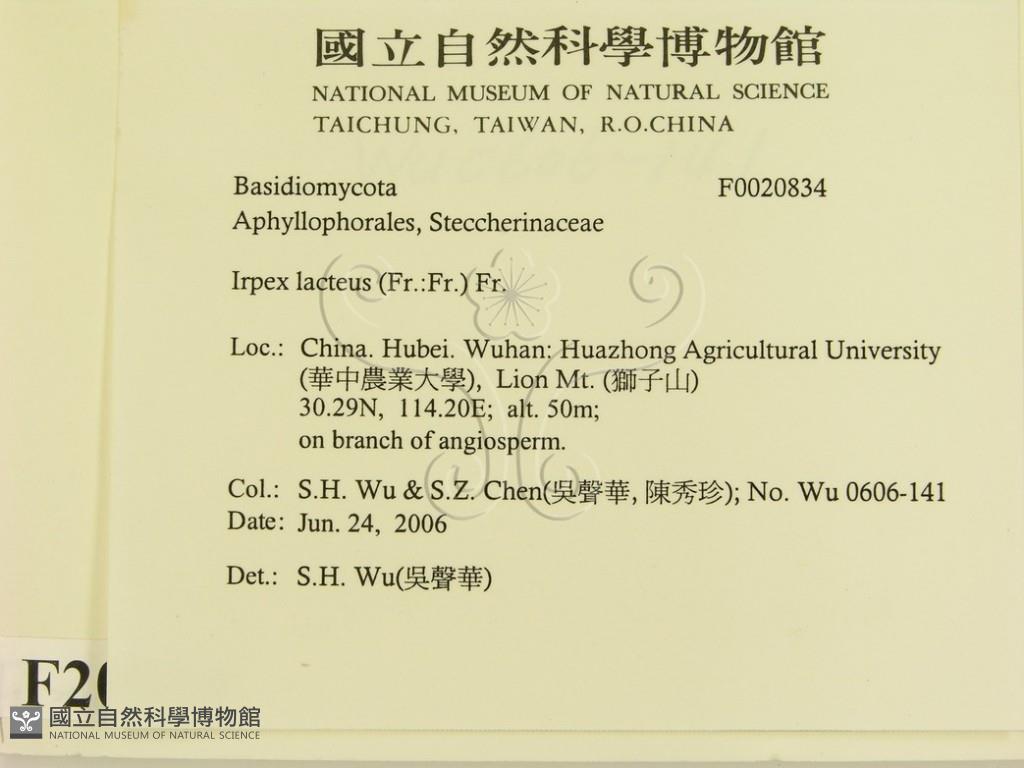 國立自然科學博物館
NATIONAL MUSEUM OF NATURAL SCIENCE
TAICHUNG, TAIWAN, R.O.CHINA
Basidiomycota F0020834
Aphyllophorales, Steccherinaceae
Irpex lacteus (Fr.:Fr.) Fr.
Loc.: China. Hubei. Wuhan: Huazhong Agricultural University
(華中農業大學), Lion Mt. (獅子山)
30.29N, 114.20E; alt. 50m;
on branch of angiosperm.
Col.: S.H. Wu & S.Z. Chen(吳聲華, 陳秀珍); No. Wu 0606-141
Date: Jun. 24, 2006
Det.: S.H. Wu(吳聲華)
F20
國立自然科學博物館
NATIONAL MUSEUM OF NATURAL SCIENCE